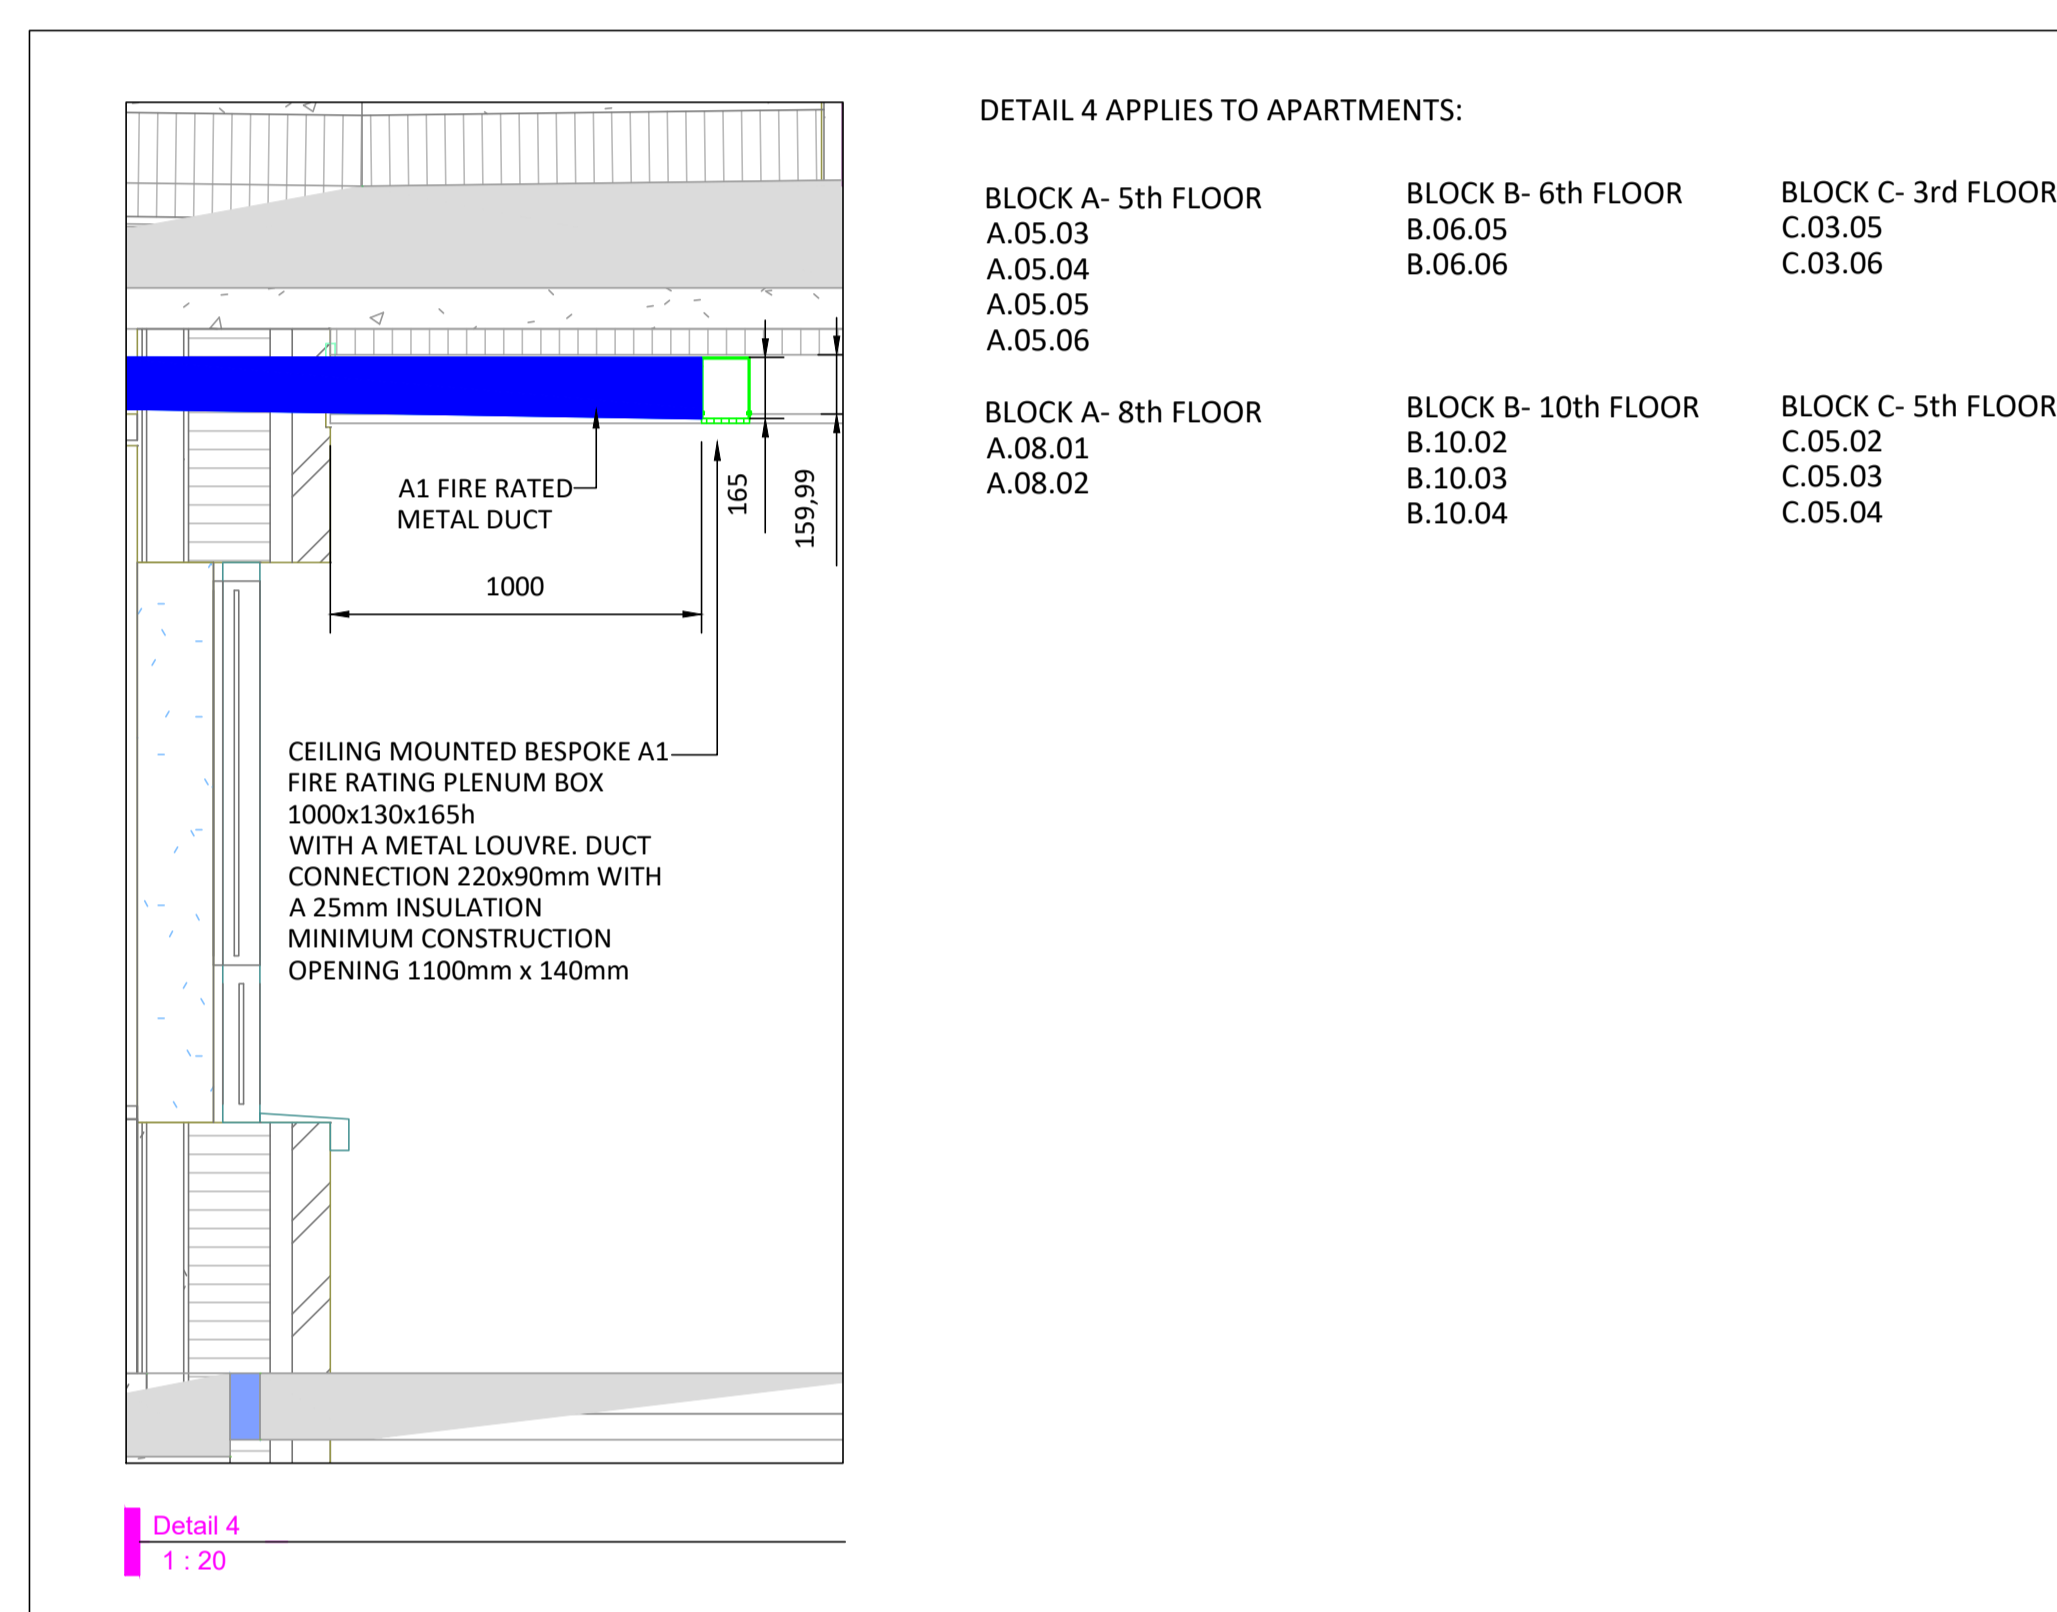 DETAIL 4 APPLIES TO APARTMENTS:
BLOCK A- 5th FLOOR
A.05.03
A.05.04
A.05.05
A.05.06
BLOCK B- 6th FLOOR
B.06.05
B.06.06
BLOCK C- 3rd FLOOR
C.03.05
C.03.06
BLOCK A- 8th FLOOR
A.08.01
A.08.02
BLOCK B- 10th FLOOR
B.10.02
B.10.03
B.10.04
BLOCK C- 5th FLOOR
C.05.02
C.05.03
C.05.04
A1 FIRE RATED
METAL DUCT
165
159,99
1000
CEILING MOUNTED BESPOKE A1
FIRE RATING PLENUM BOX
1000x130x165h
WITH A METAL LOUVRE. DUCT
CONNECTION 220x90mm WITH
A 25mm INSULATION
MINIMUM CONSTRUCTION
OPENING 1100mm x 140mm
Detail 4
1 : 20